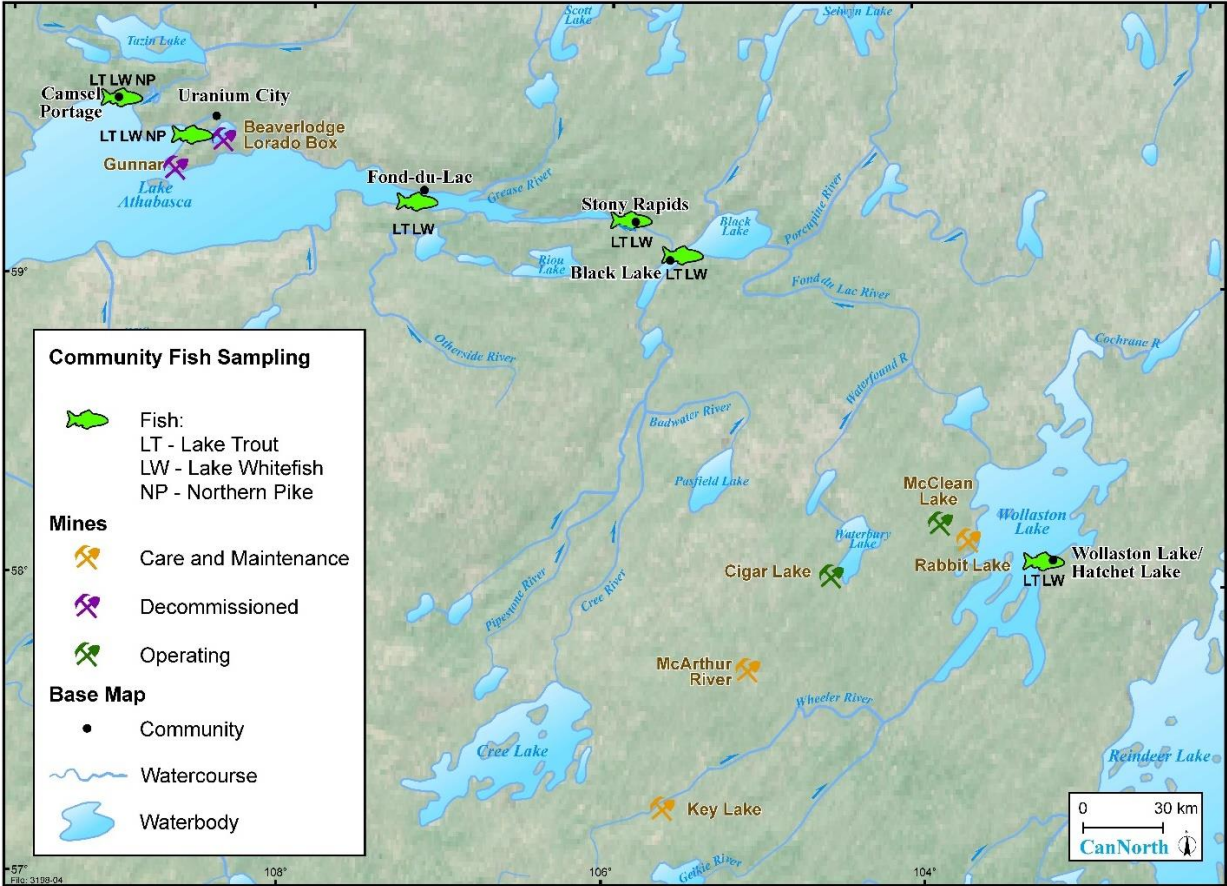 Scott
Lake
Selwyn Lake
Tazin Lake
LT LW NP
Camsel
Portage
Uranium City
LT LW NP
Beaverlodge
Lorado Box
Gunnar
Lake
Athabasca
Fond-du-Lac
Grease River
LT LW
Stony Rapids
LT LW
Black
Lake
Porcupine River
Riou
Lake
Black Lake
LT LW
59°
Fond du Lac River
Otherside River
Cochrane R
Waterfound R
Badwater River
Pasfield Lake
McClean
Lake
Wollaston
Lake
Waterbury
Lake
Rabbit Lake
Cigar Lake
58°
Wollaston Lake/
Hatchet Lake
LT LW
Pipestone River
Cree River
McArthur
River
Wheeler River
Cree Lake
Reindeer Lake
Key Lake
Geikie River
57°
108°
106°
104°
File: 3198-04
Community Fish Sampling
Fish:
LT - Lake Trout
LW - Lake Whitefish
NP - Northern Pike
Mines
Care and Maintenance
Decommissioned
Operating
Base Map
Community
Watercourse
Waterbody
0 30 km
CanNorth